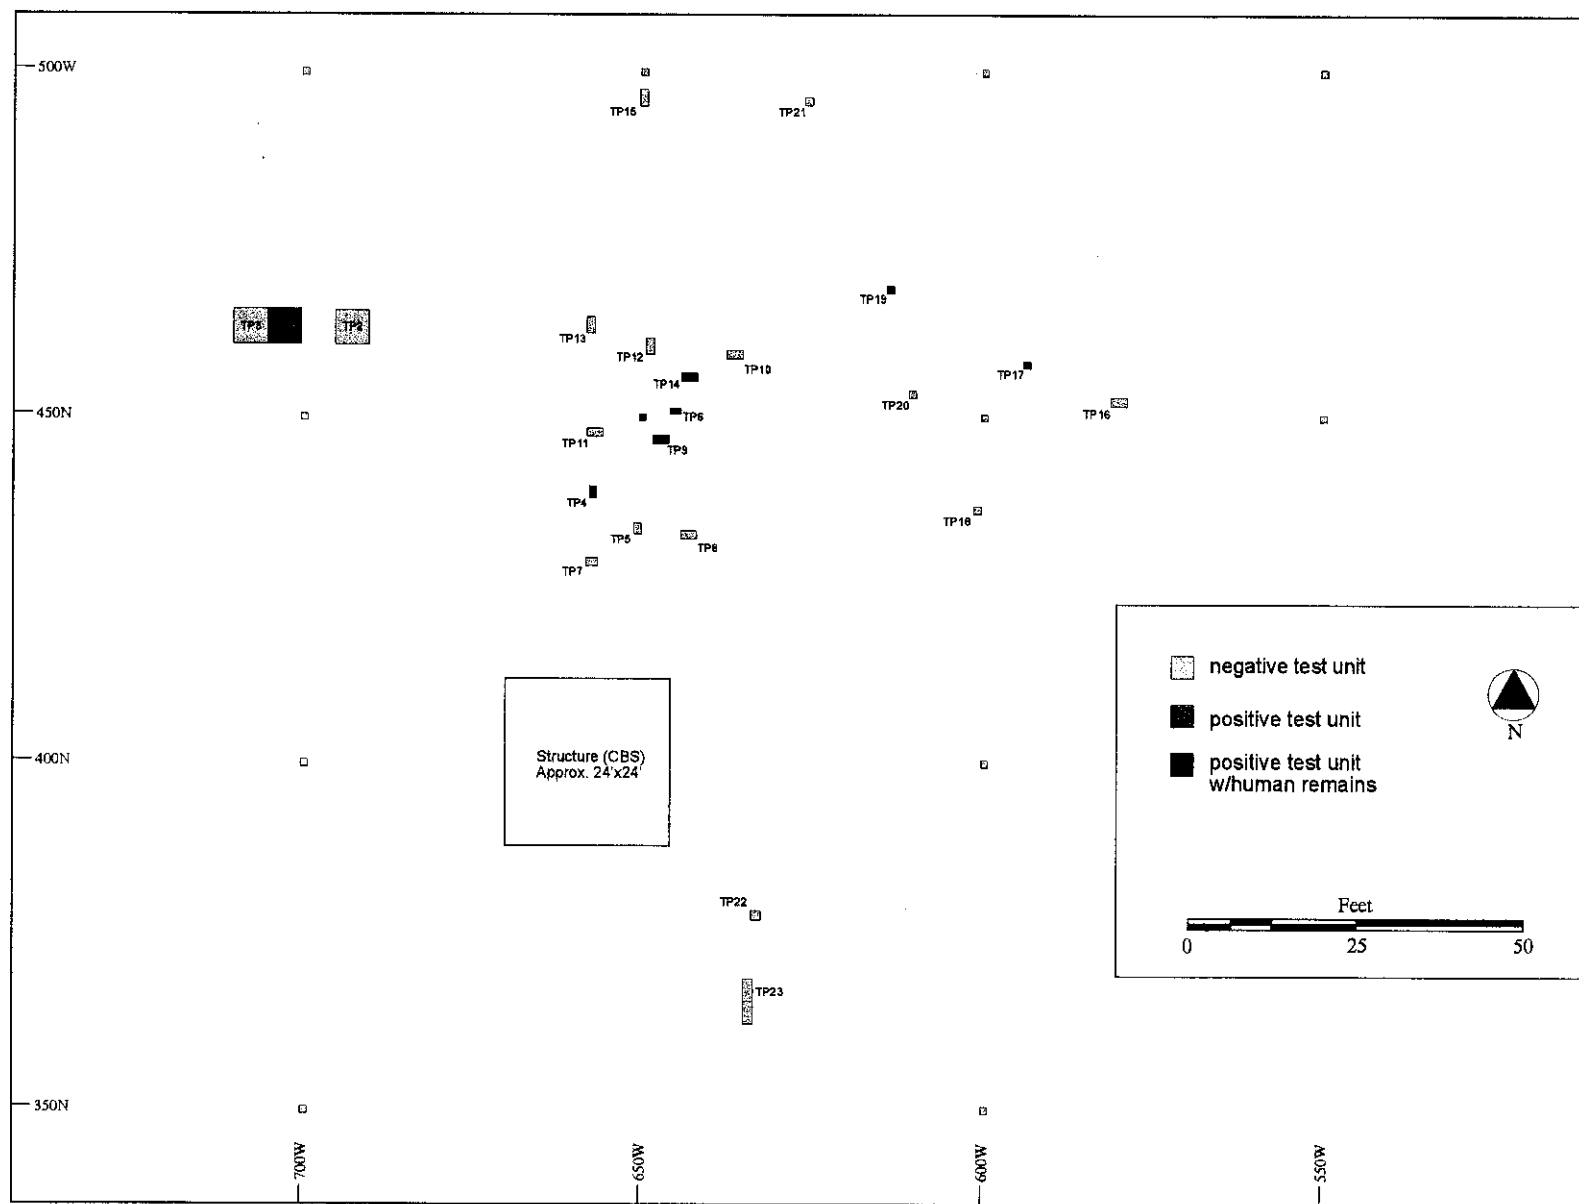 500W
TP15
TP21
TP19
TP3
TP2
TP13
TP12
TP10
TP14
TP17
TP20
TP16
450N
TP6
TP11
TP9
TP4
TP18
TP5
TP8
TP7
negative test unit
positive test unit
N
positive test unit
w/human remains
Structure (CBS)
Approx. 24'x24'
400N
TP22
Feet
0 25 50
TP23
350N
700W
650W
600W
550W